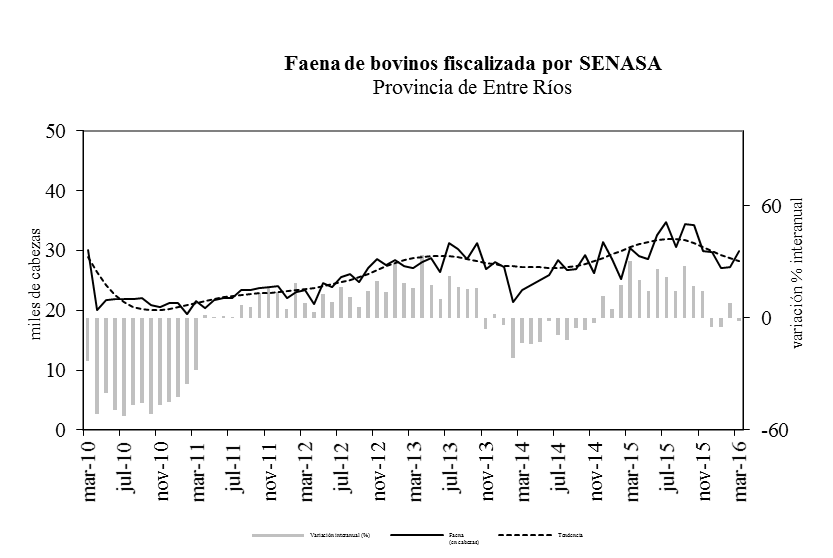 Faena de bovinos fiscalizada por SENASA
Provincia de Entre Ríos
miles de cabezas
50
40
30
20
10
0
60
0
-60
variación % interanual
mar-10
jul-10
nov-10
mar-11
jul-11
nov-11
mar-12
jul-12
nov-12
mar-13
jul-13
nov-13
mar-14
jul-14
nov-14
mar-15
jul-15
nov-15
mar-16
Variación interanual (%)
Faena
(en cabezas)
Tendencia